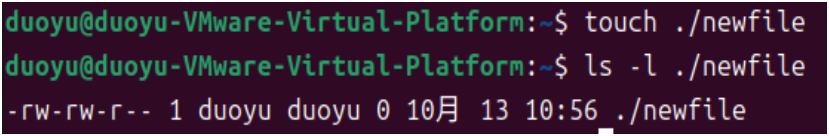 duoyu@duoyu-VMware-Virtual-Platform:~$ touch ./newfile
duoyu@duoyu-VMware-Virtual-Platform:~$ ls -l ./newfile
-rw-rw-r-- 1 duoyu duoyu 0 10月 13 10:56 ./newfile